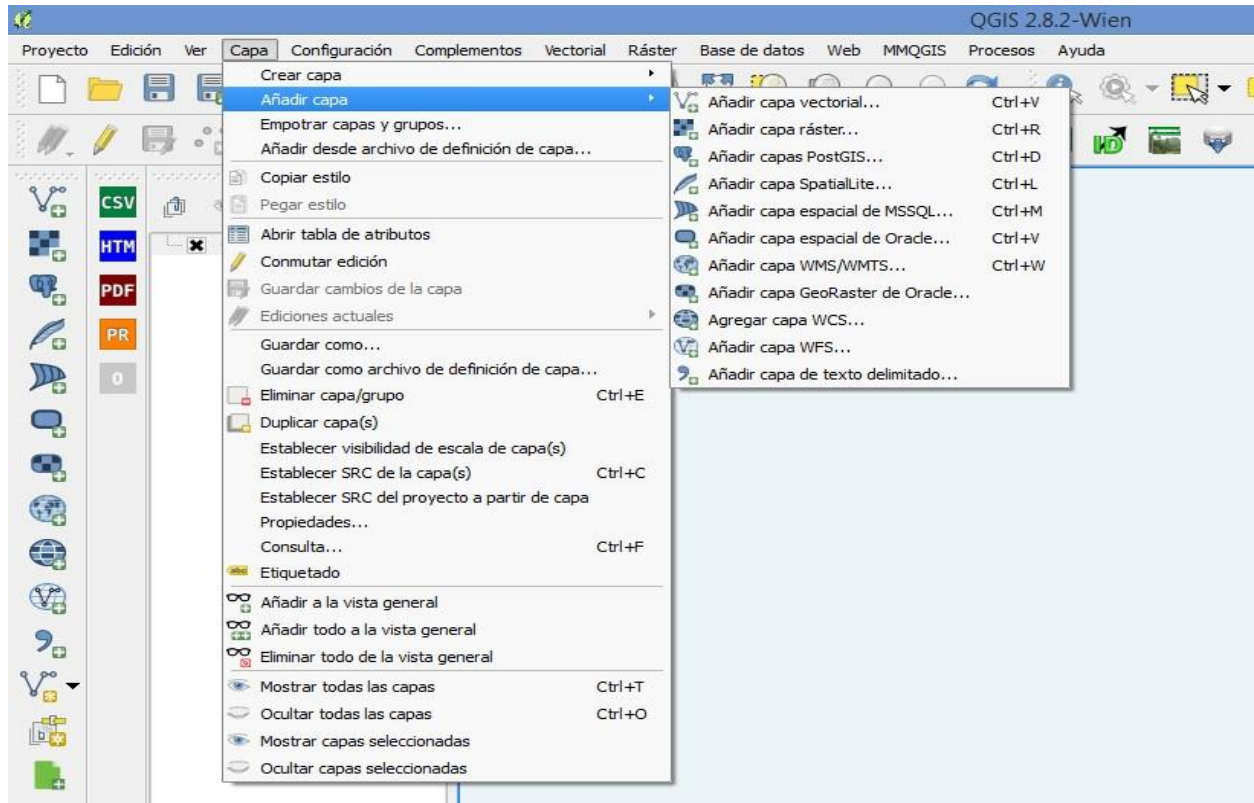 QGIS 2.8.2-Wien
Proyecto Edición Ver Capa Configuración Complementos Vectorial Ráster Base de datos Web MMQGIS Procesos Ayuda
Crear capa
Añadir capa
Empotrar capas y grupos...
Añadir desde archivo de definición de capa...
Copiar estilo
Pegar estilo
Abrir tabla de atributos
Conmutar edición
Guardar cambios de la capa
Ediciones actuales
Guardar como...
Guardar como archivo de definición de capa...
Eliminar capa/grupo Ctrl+E
Duplicar capa(s)
Establecer visibilidad de escala de capa(s)
Establecer SRC de la capa(s) Ctrl+C
Establecer SRC del proyecto a partir de capa
Propiedades...
Consulta... Ctrl+F
abc Etiquetado
Añadir a la vista general
Añadir todo a la vista general
Eliminar todo de la vista general
Mostrar todas las capas Ctrl+T
Ocultar todas las capas Ctrl+O
Mostrar capas seleccionadas
Ocultar capas seleccionadas
Añadir capa vectorial... Ctrl+V
Añadir capa ráster... Ctrl+R
Añadir capas PostGIS... Ctrl+D
Añadir capa SpatialLite... Ctrl+L
Añadir capa espacial de MSSQL... Ctrl+M
Añadir capa espacial de Oracle... Ctrl+V
Añadir capa WMS/WMTS... Ctrl+W
Añadir capa GeoRaster de Oracle...
Agregar capa WCS...
Añadir capa WFS...
Añadir capa de texto delimitado...
CSV
HTM
PDF
PR
0
b
HD